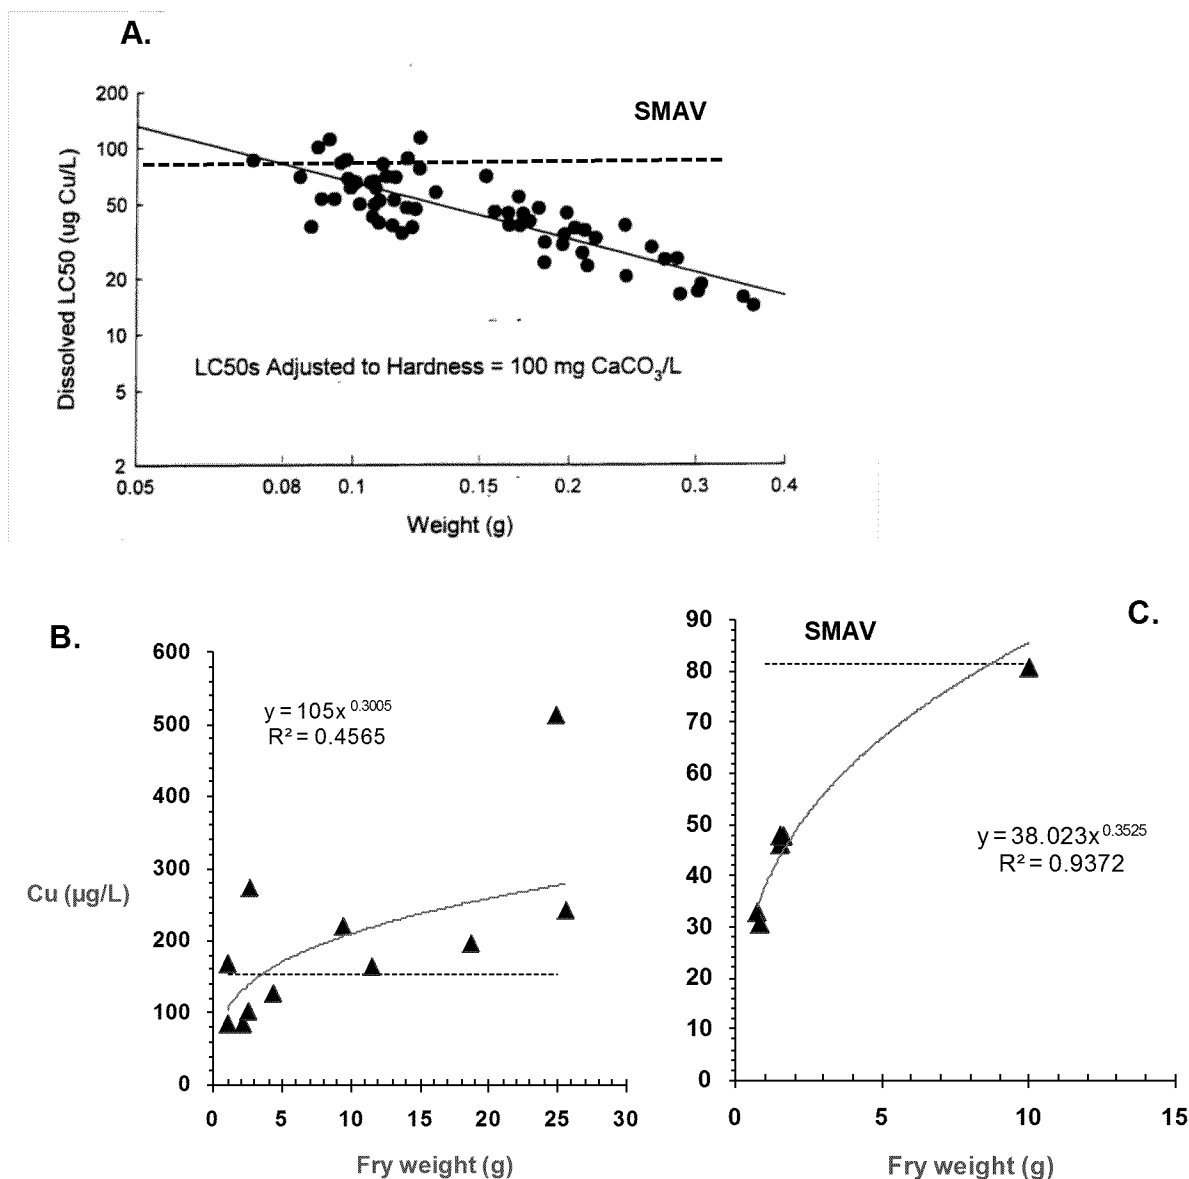 A.
SMAV
200
100
50
20
10
5
2
Dissolved LC50 (ug Cu/L)
LC50s Adjusted to Hardness = 100 mg CaCO3/L
0.05 0.08 0.1 0.15 0.2 0.3 0.4
Weight (g)
B.
600
500
400
300
200
100
0
y = 105x^0.3005
R² = 0.4565
Cu (µg/L)
0 5 10 15 20 25 30
Fry weight (g)
C.
SMAV
90
80
70
60
50
40
30
20
10
0
y = 38.023x^0.3525
R² = 0.9372
0 5 10 15
Fry weight (g)